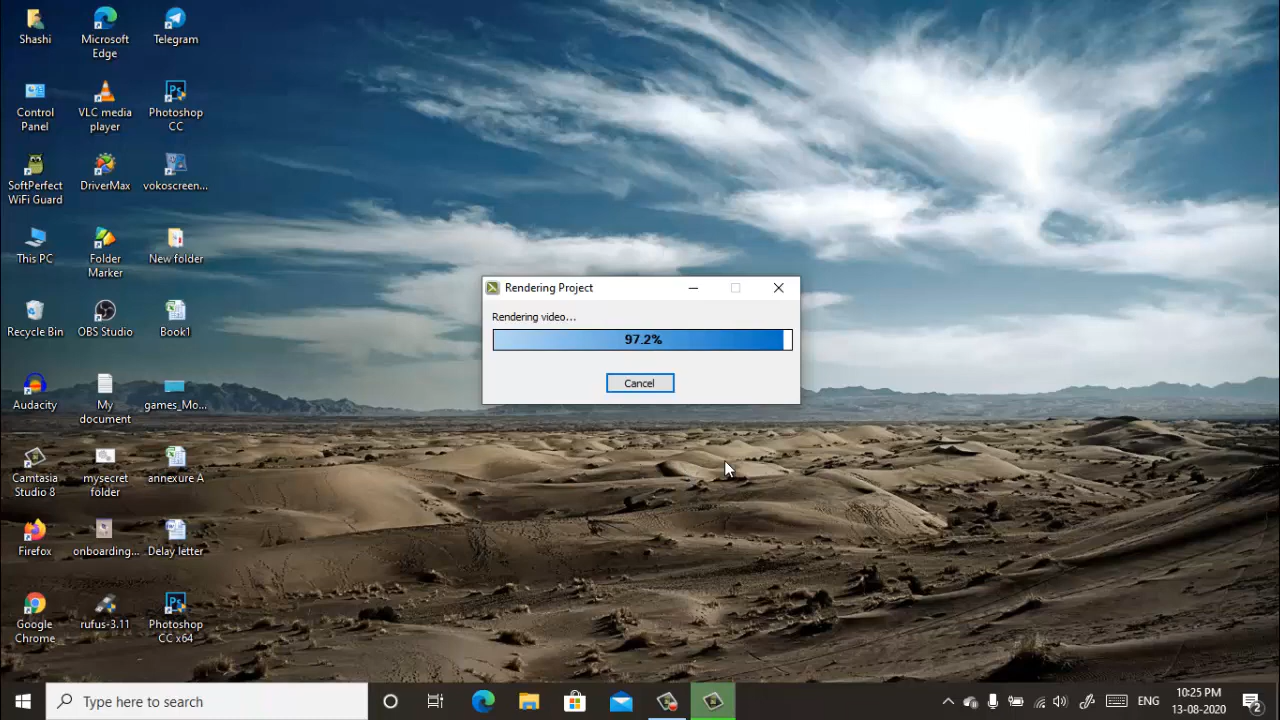 Shashi
Microsoft
Edge
Telegram
Control
Panel
VLC media
player
Photoshop
CC
SoftPerfect
WiFi Guard
DriverMax
vokoscreen...
This PC
Folder
Marker
New folder
Recycle Bin
OBS Studio
Book1
Audacity
My
document
games_Mo...
Camtasia
Studio 8
mysecret
folder
annexure A
Firefox
onboarding...
Delay letter
Google
Chrome
rufus-3.11
Photoshop
CC x64
Rendering Project
Rendering video...
97.2%
Cancel
Type here to search
ENG
10:25 PM
13-08-2020
2